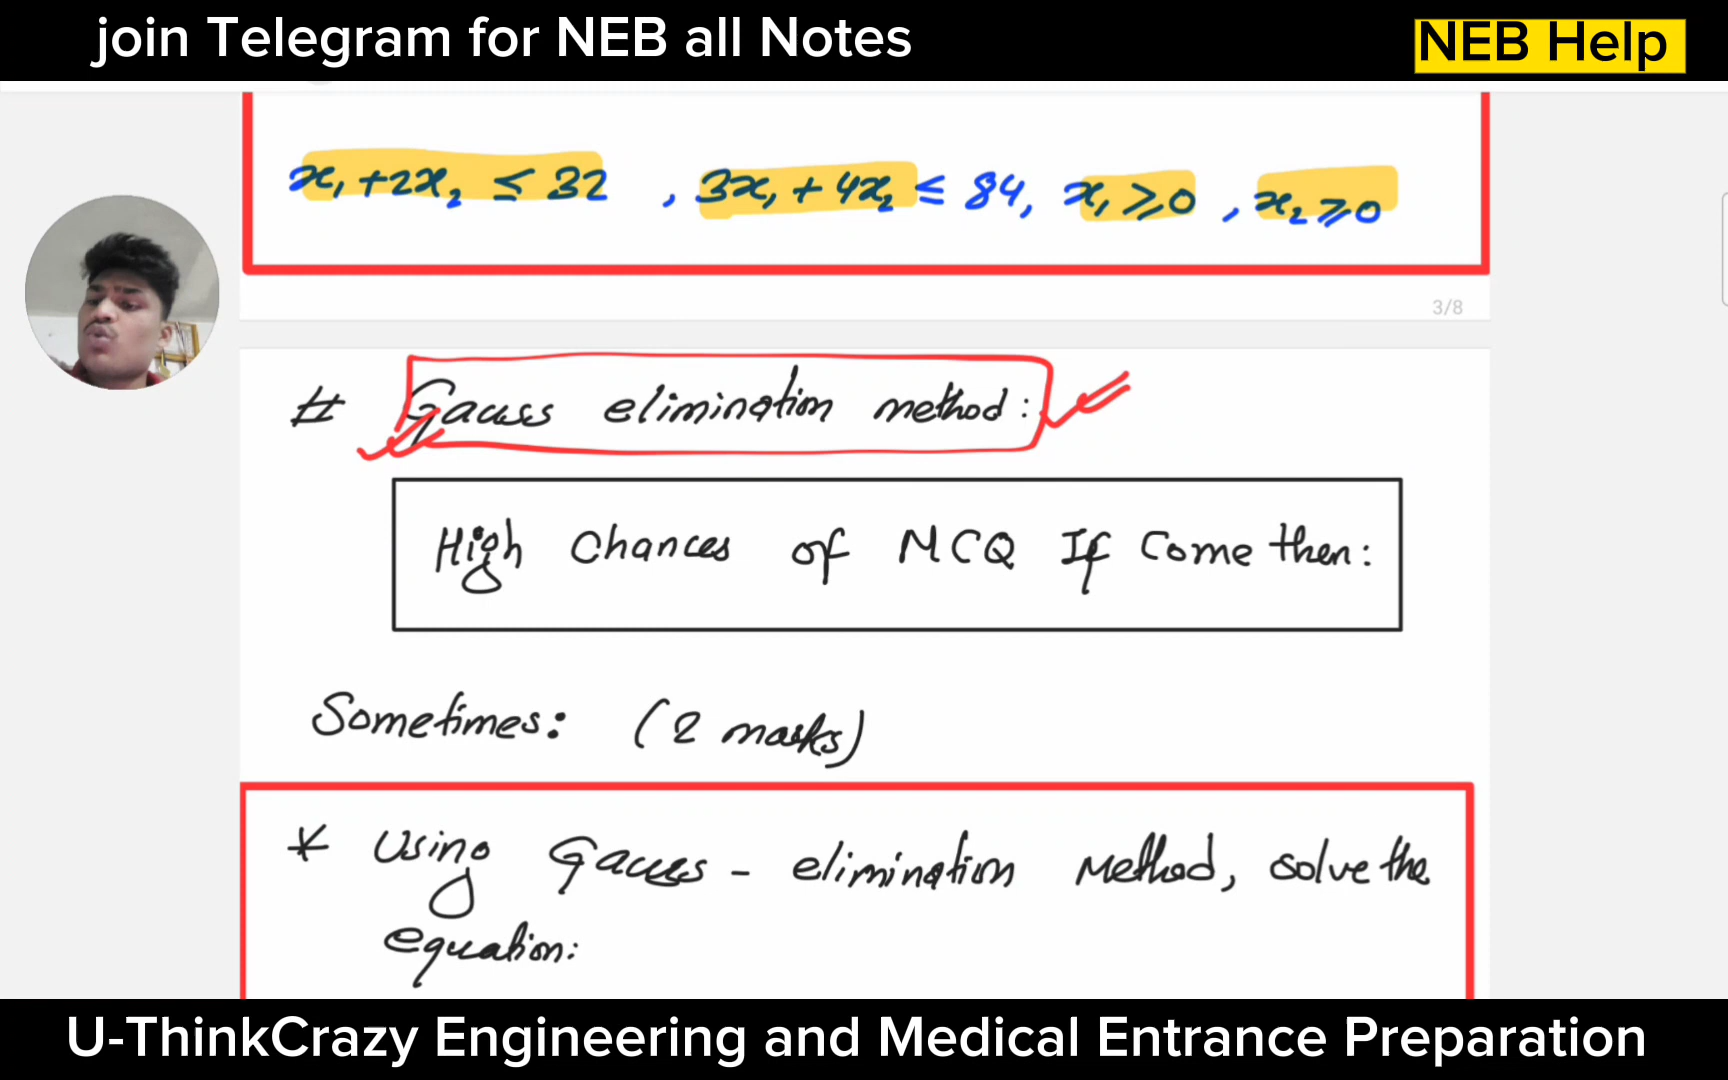 join Telegram for NEB all Notes
NEB Help
x₁+2x₂ ≤ 32 , 3x₁ + 4x₂ ≤ 84, x₁ ≥ 0 , x₂ ≥ 0
3/8
# Gauss elimination method:
High Chances of MCQ If Come then:
Sometimes: (2 marks)
* Using Gauss - elimination Method, solve the
equation:
U-ThinkCrazy Engineering and Medical Entrance Preparation